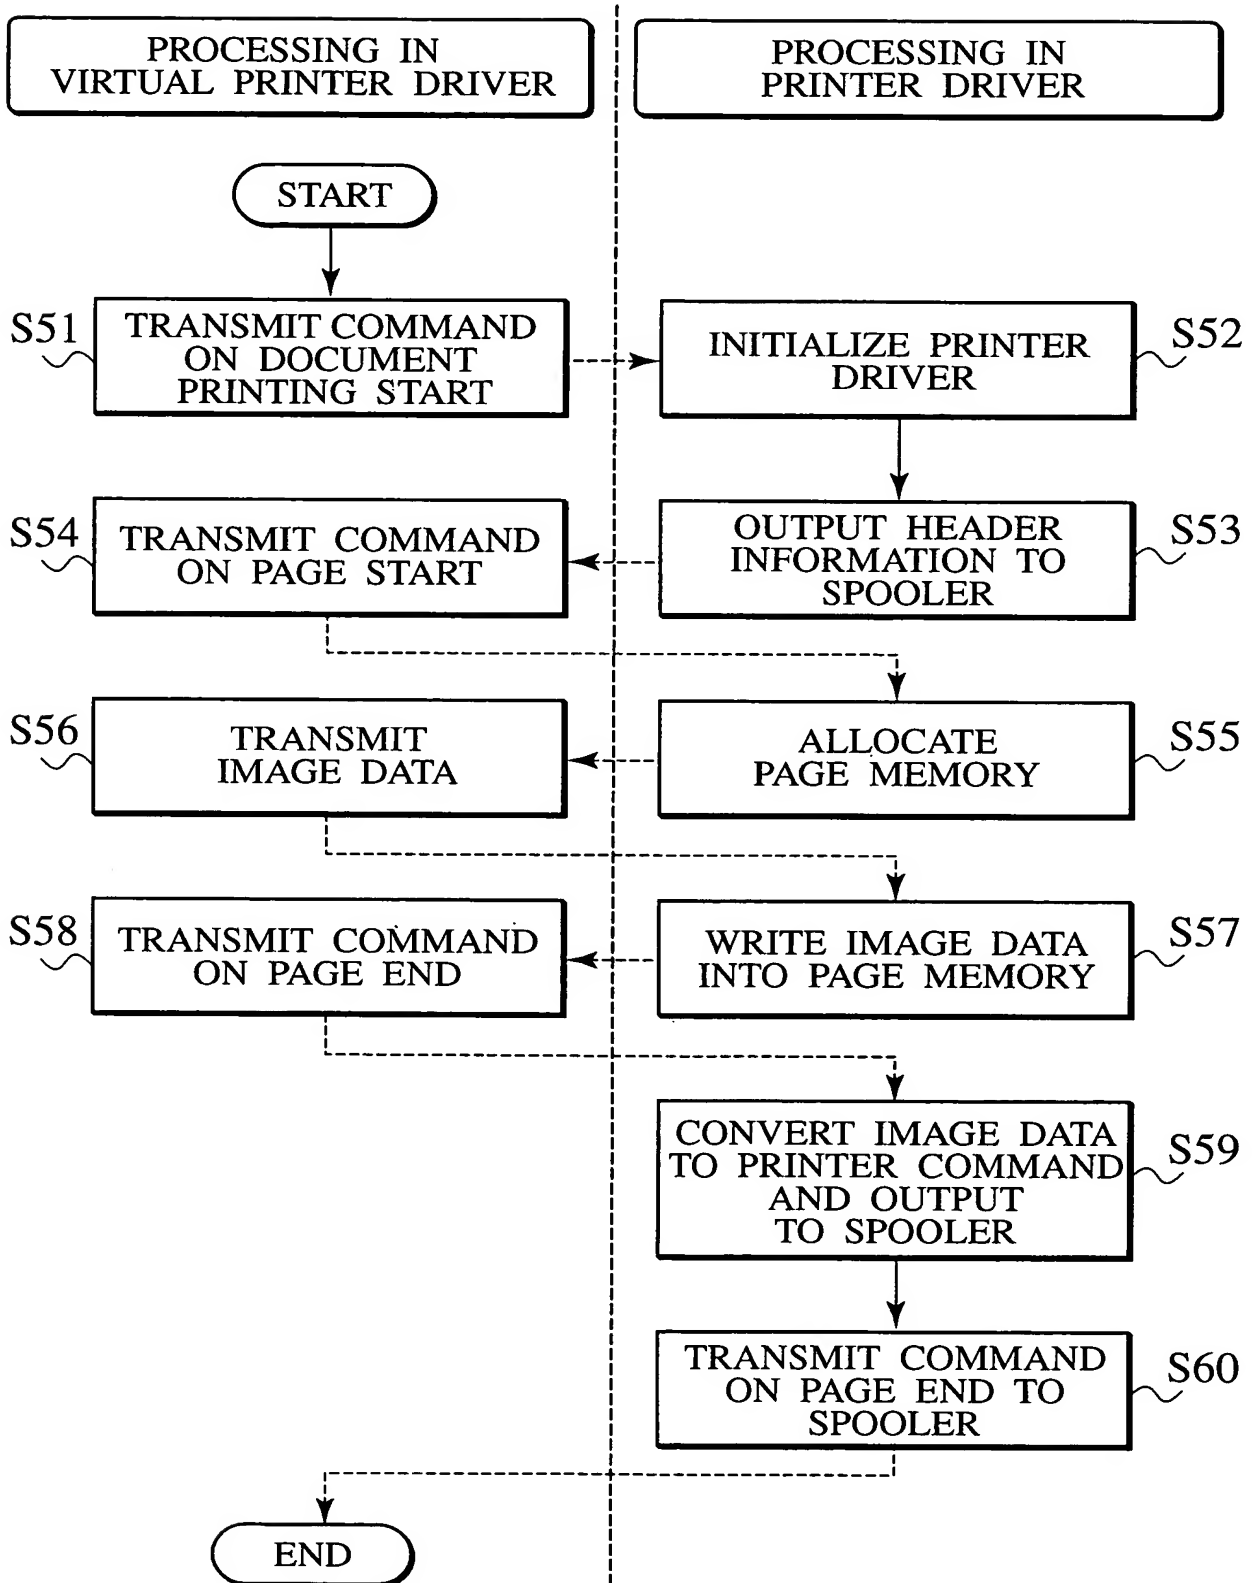 PROCESSING IN
VIRTUAL PRINTER DRIVER
PROCESSING IN
PRINTER DRIVER
START
S51
TRANSMIT COMMAND
ON DOCUMENT
PRINTING START
INITIALIZE PRINTER
DRIVER
S52
OUTPUT HEADER
INFORMATION TO
SPOOLER
S53
S54
TRANSMIT COMMAND
ON PAGE START
ALLOCATE
PAGE MEMORY
S55
S56
TRANSMIT
IMAGE DATA
WRITE IMAGE DATA
INTO PAGE MEMORY
S57
S58
TRANSMIT COMMAND
ON PAGE END
CONVERT IMAGE DATA
TO PRINTER COMMAND
AND OUTPUT
TO SPOOLER
S59
TRANSMIT COMMAND
ON PAGE END TO
SPOOLER
S60
END